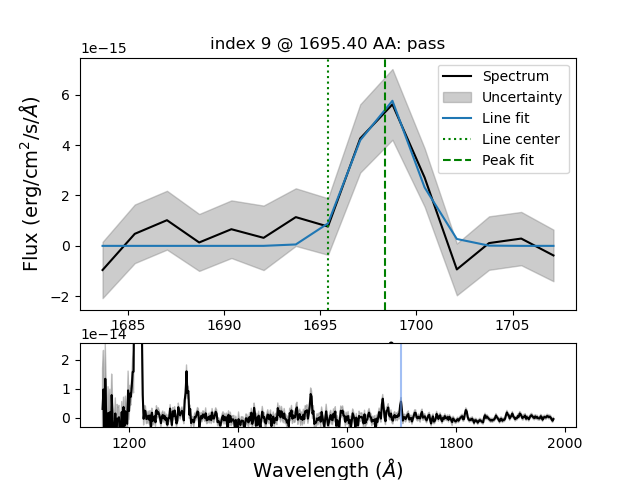 index 9 @ 1695.40 AA: pass
1e−15
Flux (erg/cm²/s/Å)
6
4
2
0
−2
Spectrum
Uncertainty
Line fit
Line center
Peak fit
1685 1690 1695 1700 1705
1e−14
2
1
0
1200 1400 1600 1800 2000
Wavelength (Å)